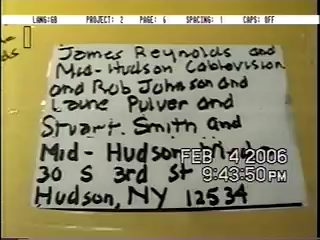 LANG:GB PROJECT: 2 PAGE: 6 SPACING: 1 CAPS: OFF
James Reynolds and
Mid-Hudson Cablevision
and Rob Johnson and
Laurie Pulver and
Stuart. Smith and
Mid-Hudson
FEB 4 2006
30 S 3rd St
9:43:50 PM
Hudson, NY 12534